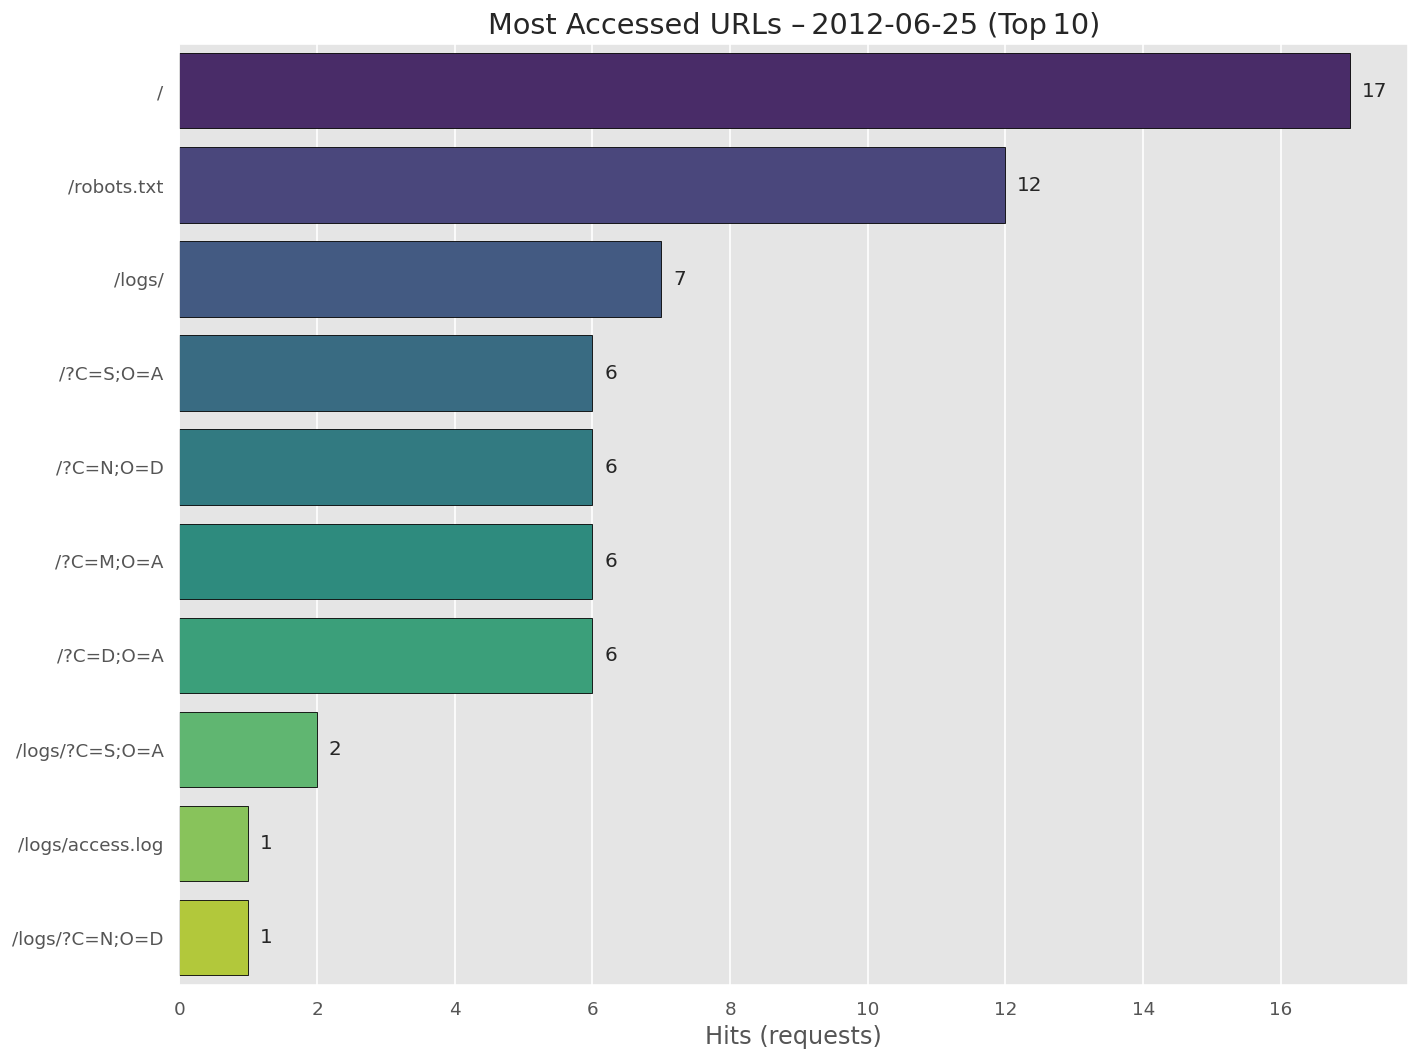 Most Accessed URLs – 2012-06-25 (Top 10)
/ 17
/robots.txt 12
/logs/ 7
/?C=S;O=A 6
/?C=N;O=D 6
/?C=M;O=A 6
/?C=D;O=A 6
/logs/?C=S;O=A 2
/logs/access.log 1
/logs/?C=N;O=D 1
0 2 4 6 8 10 12 14 16
Hits (requests)